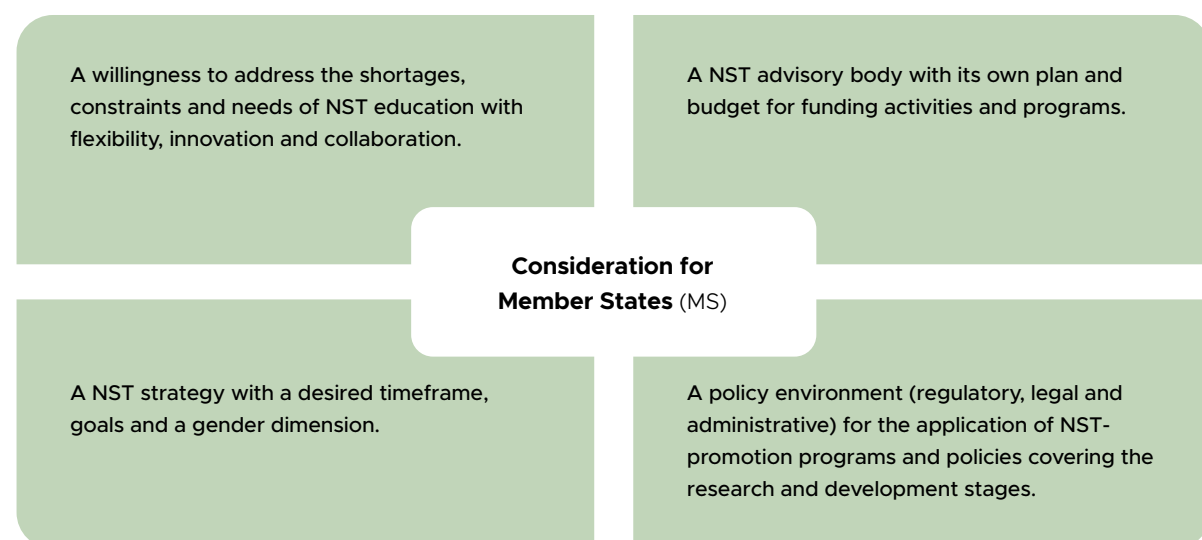 A willingness to address the shortages,
constraints and needs of NST education with
flexibility, innovation and collaboration.
A NST advisory body with its own plan and
budget for funding activities and programs.
Consideration for
Member States (MS)
A NST strategy with a desired timeframe,
goals and a gender dimension.
A policy environment (regulatory, legal and
administrative) for the application of NST-
promotion programs and policies covering the
research and development stages.